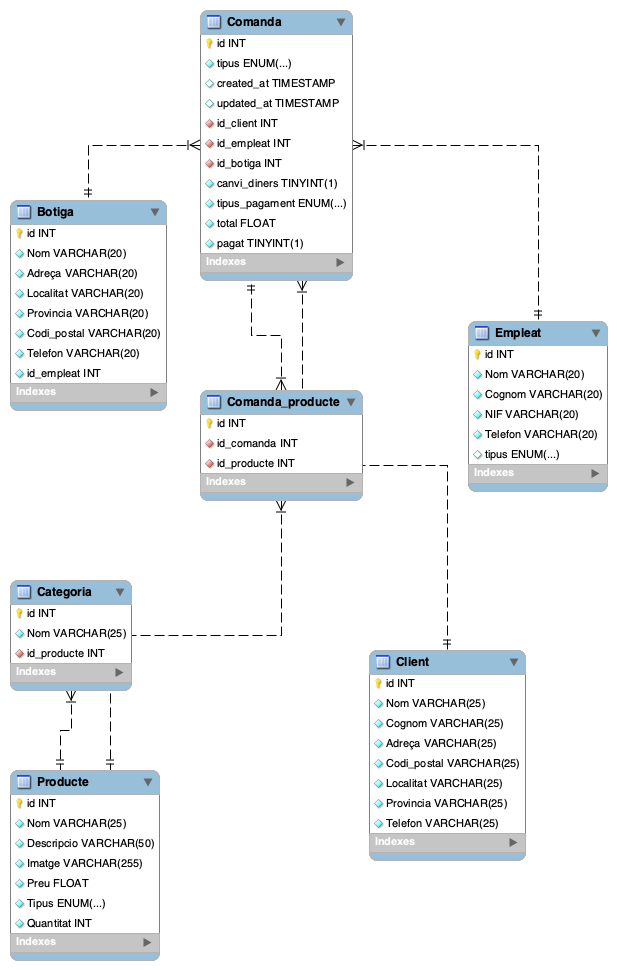 Comanda
id INT
tipus ENUM(...)
created_at TIMESTAMP
updated_at TIMESTAMP
id_client INT
id_empleat INT
id_botiga INT
canvi_diners TINYINT(1)
tipus_pagament ENUM(...)
total FLOAT
pagat TINYINT(1)
Indexes
Botiga
id INT
Nom VARCHAR(20)
Adreça VARCHAR(20)
Localitat VARCHAR(20)
Provincia VARCHAR(20)
Codi_postal VARCHAR(20)
Telefon VARCHAR(20)
id_empleat INT
Indexes
Empleat
id INT
Nom VARCHAR(20)
Cognom VARCHAR(20)
NIF VARCHAR(20)
Telefon VARCHAR(20)
tipus ENUM(...)
Indexes
Comanda_producte
id INT
id_comanda INT
id_producte INT
Indexes
Categoria
id INT
Nom VARCHAR(25)
id_producte INT
Indexes
Client
id INT
Nom VARCHAR(25)
Cognom VARCHAR(25)
Adreça VARCHAR(25)
Codi_postal VARCHAR(25)
Localitat VARCHAR(25)
Provincia VARCHAR(25)
Telefon VARCHAR(25)
Indexes
Producte
id INT
Nom VARCHAR(25)
Descripcio VARCHAR(50)
Imatge VARCHAR(255)
Preu FLOAT
Tipus ENUM(...)
Quantitat INT
Indexes